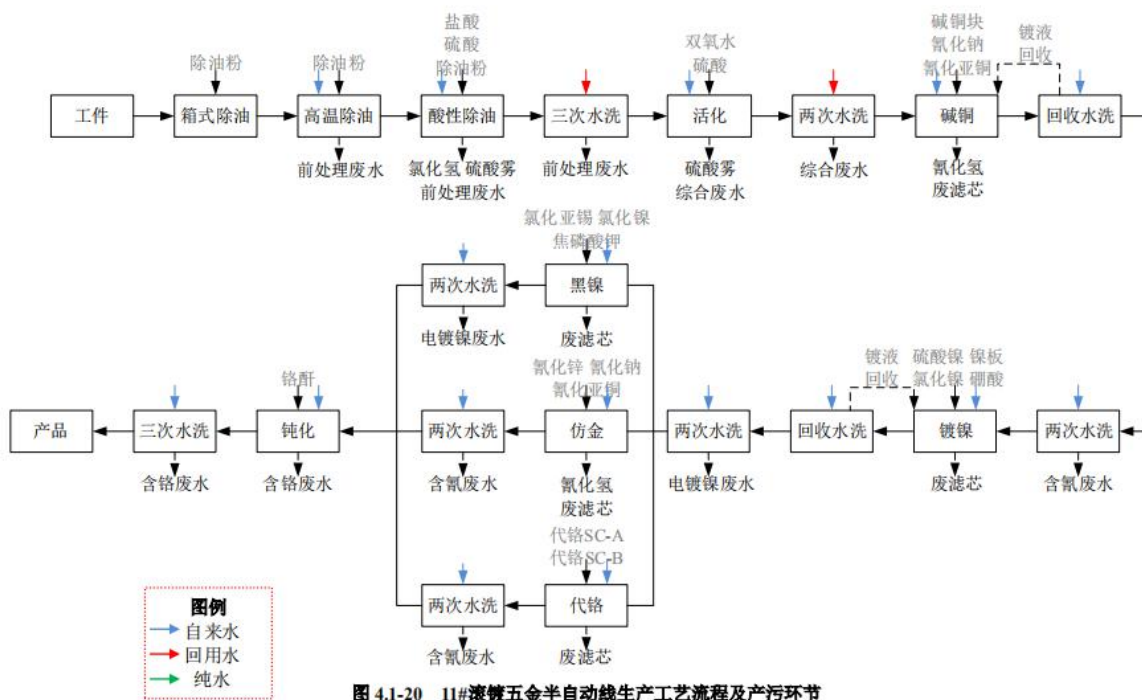 盐酸
硫酸
除油粉
除油粉
除油粉
双氧水
硫酸
碱铜块
氰化钠
氰化亚铜
镀液
回收
工件
箱式除油
高温除油
酸性除油
三次水洗
活化
两次水洗
碱铜
回收水洗
前处理废水
氯化氢 硫酸雾
前处理废水
前处理废水
硫酸雾
综合废水
综合废水
氰化氢
废滤芯
氯化亚锡 氯化镍
焦磷酸钾
两次水洗
黑镍
电镀镍废水
废滤芯
铬酐
氰化锌 氰化钠
氰化亚铜
镀液
回收
硫酸镍 镍板
氯化镍 硼酸
产品
三次水洗
钝化
两次水洗
仿金
两次水洗
回收水洗
镀镍
两次水洗
含铬废水
含铬废水
含氰废水
氰化氢
废滤芯
电镀镍废水
废滤芯
含氰废水
代铬SC-A
代铬SC-B
两次水洗
代铬
含氰废水
废滤芯
图例
自来水
回用水
纯水
图 4.1-20 11#滚镀五金半自动线生产工艺流程及产污环节